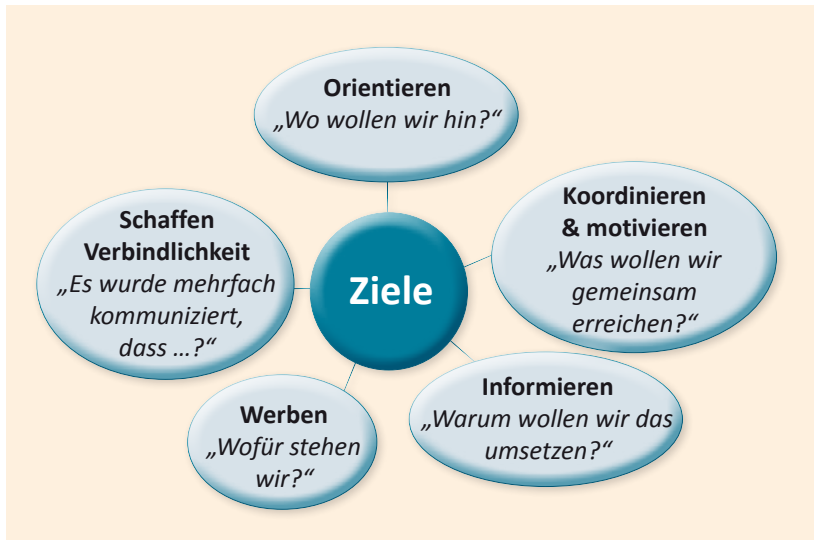 Orientieren
„Wo wollen wir hin?“
Koordinieren
& motivieren
„Was wollen wir
gemeinsam
erreichen?“
Schaffen
Verbindlichkeit
„Es wurde mehrfach
kommuniziert,
dass …?“
Ziele
Informieren
„Warum wollen wir das
umsetzen?“
Werben
„Wofür stehen
wir?“